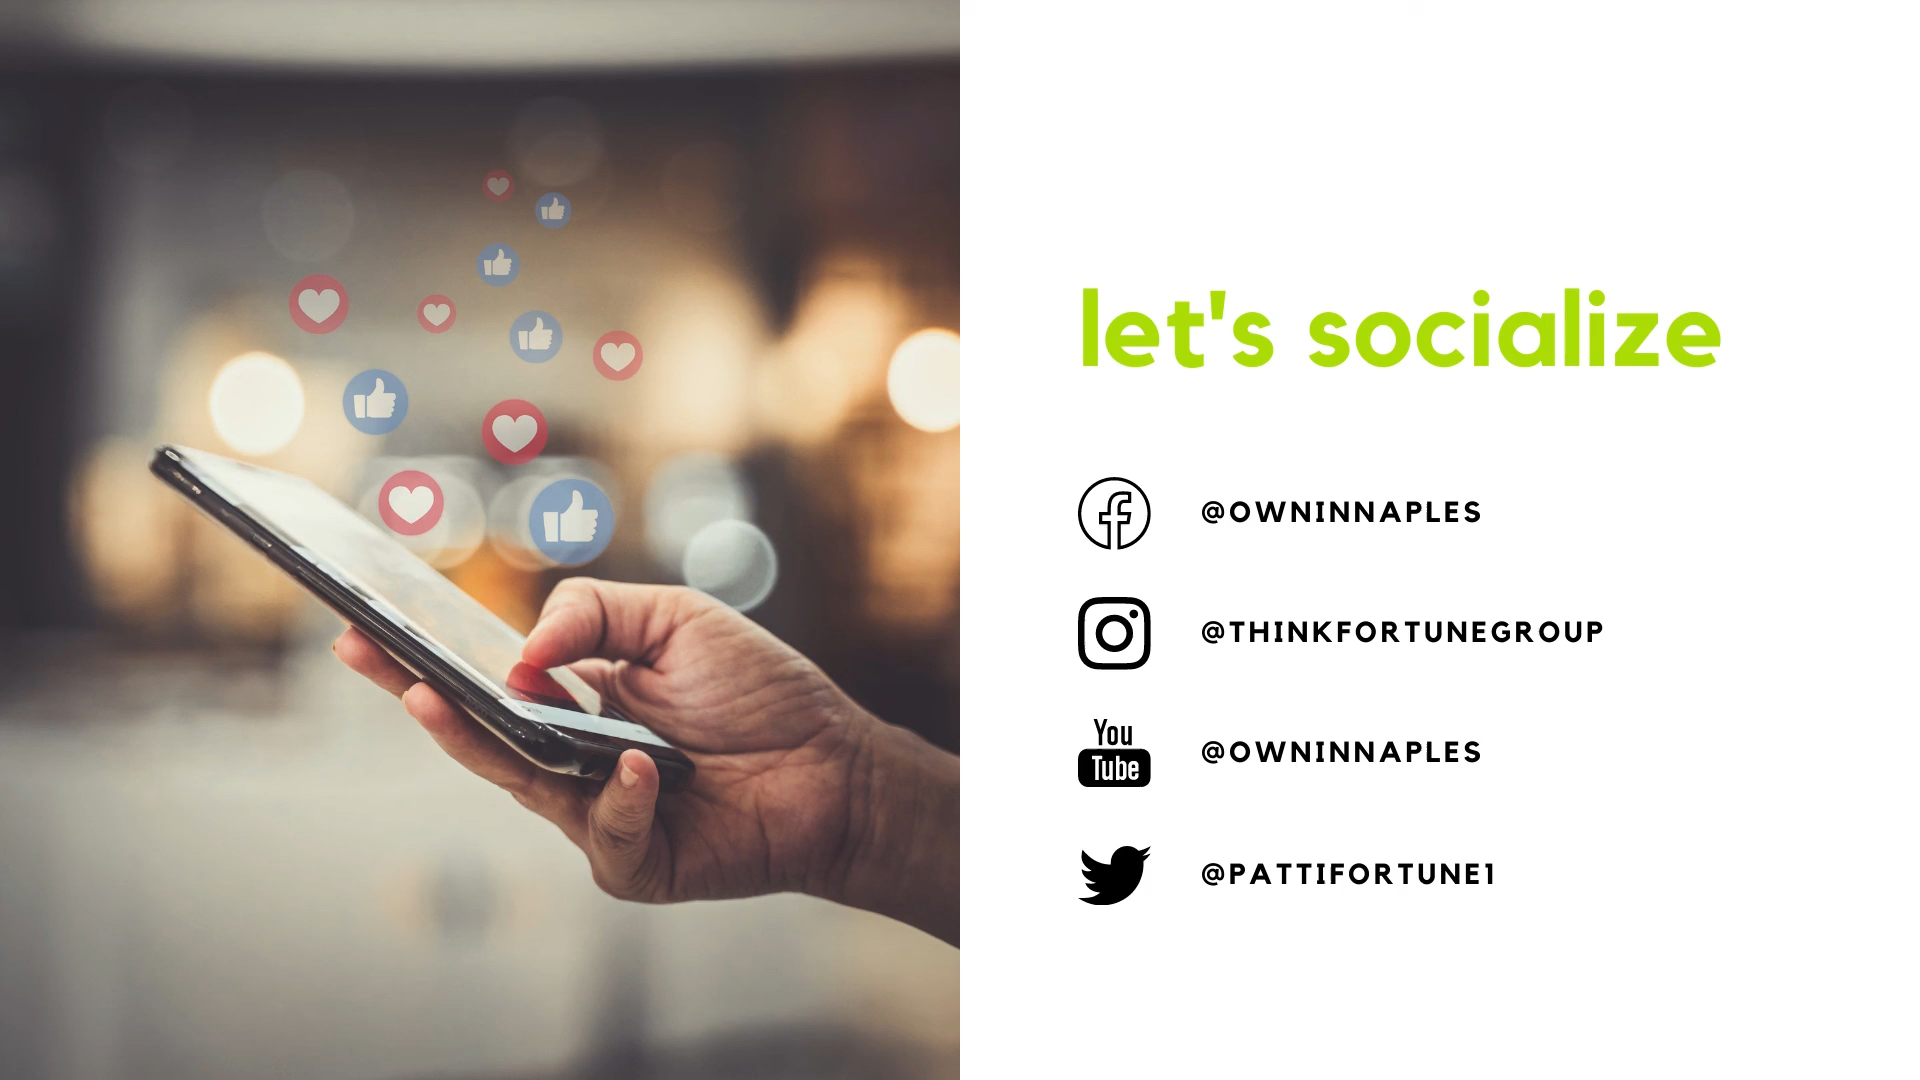 let's socialize
@OWNINNAPLES
@THINKFORTUNEGROUP
You
Tube
@OWNINNAPLES
@PATTIFORTUNE1